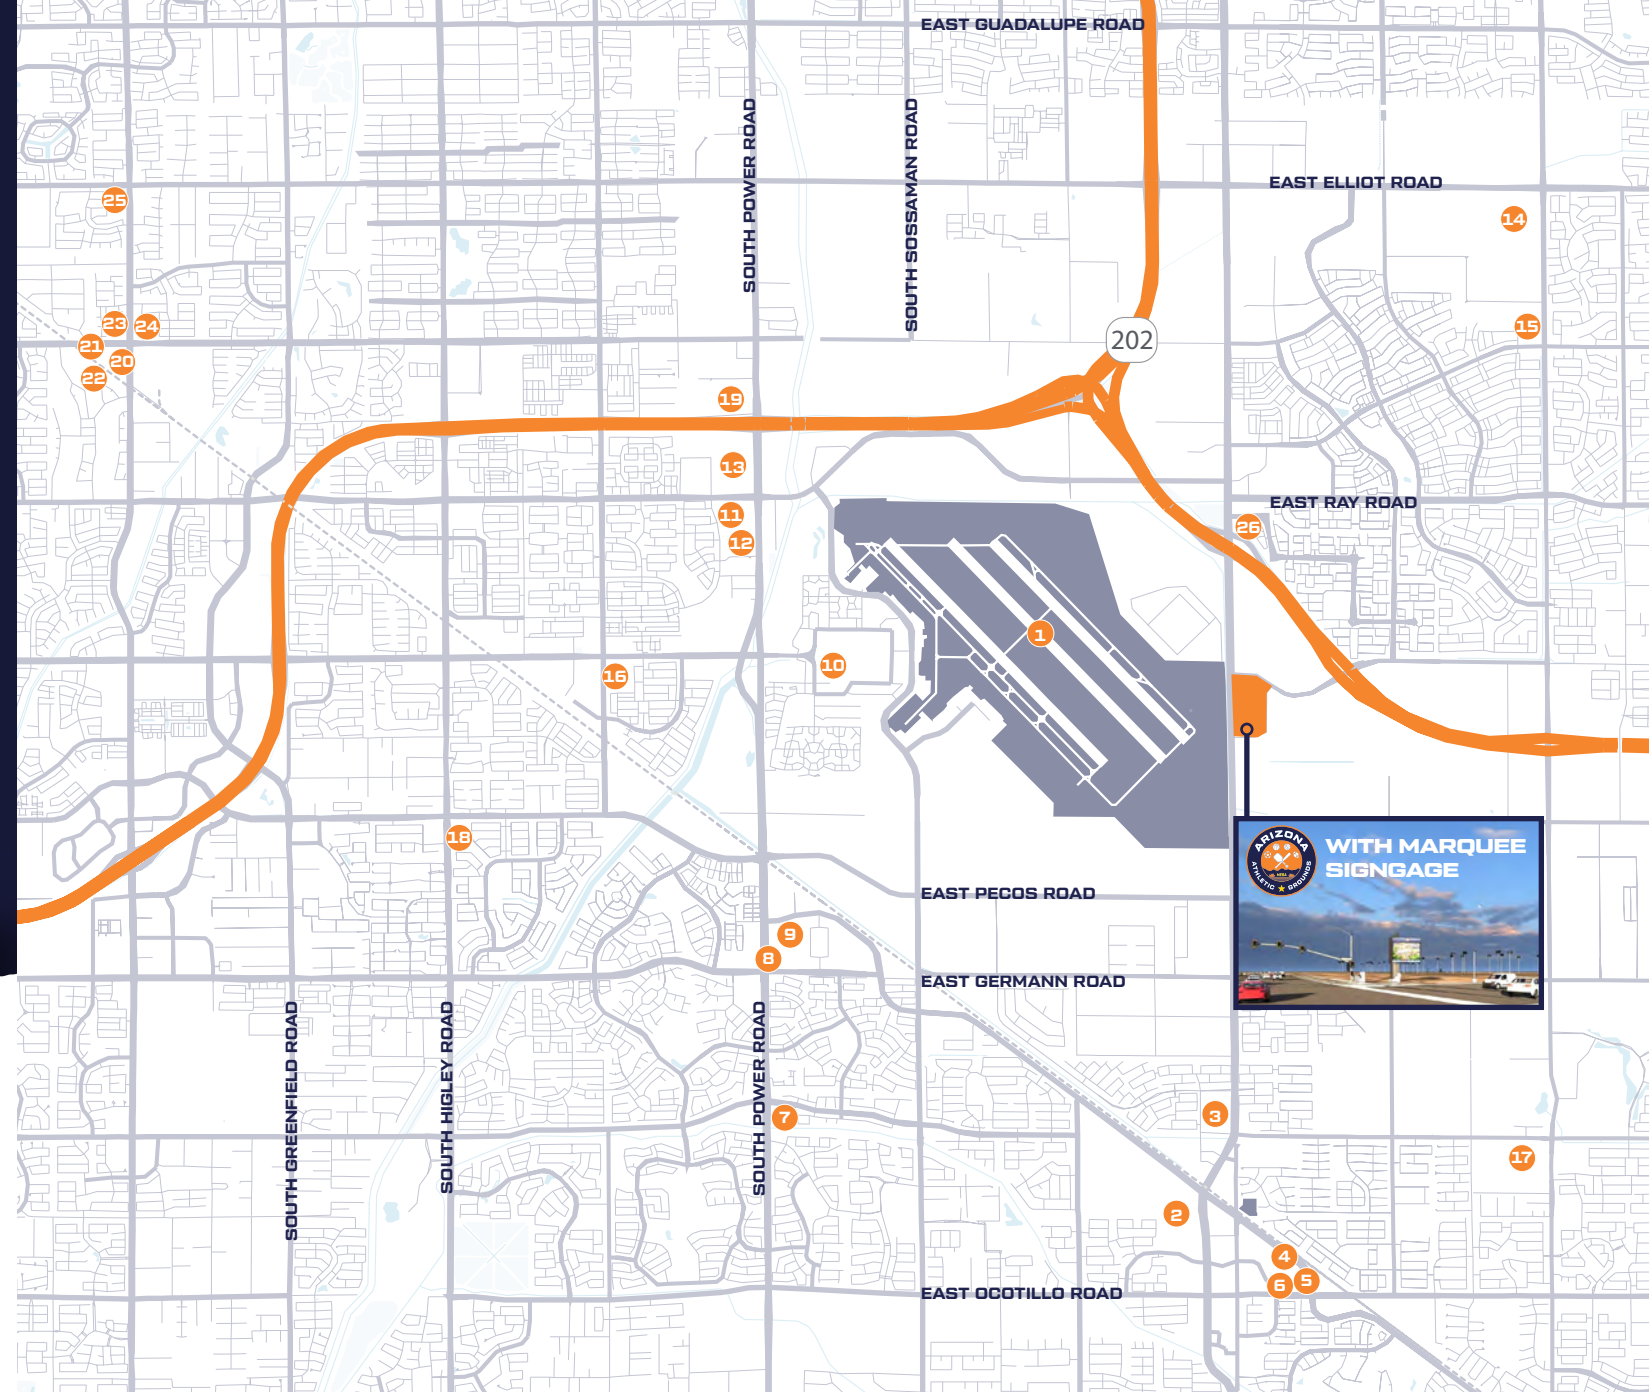 EAST GUADALUPE ROAD
SOUTH POWER ROAD
SOUTH SOSSAMAN ROAD
EAST ELLIOT ROAD
25
14
23
24
21
20
22
202
15
19
13
11
12
EAST RAY ROAD
26
1
10
16
18
ARIZONA
ATHLETIC GROUNDS
MESA
WITH MARQUEE
SIGNGAGE
EAST PECOS ROAD
9
8
EAST GERMANN ROAD
SOUTH GREENFIELD ROAD
SOUTH HIGLEY ROAD
SOUTH POWER ROAD
7
3
17
2
4
5
6
EAST OCOTILLO ROAD